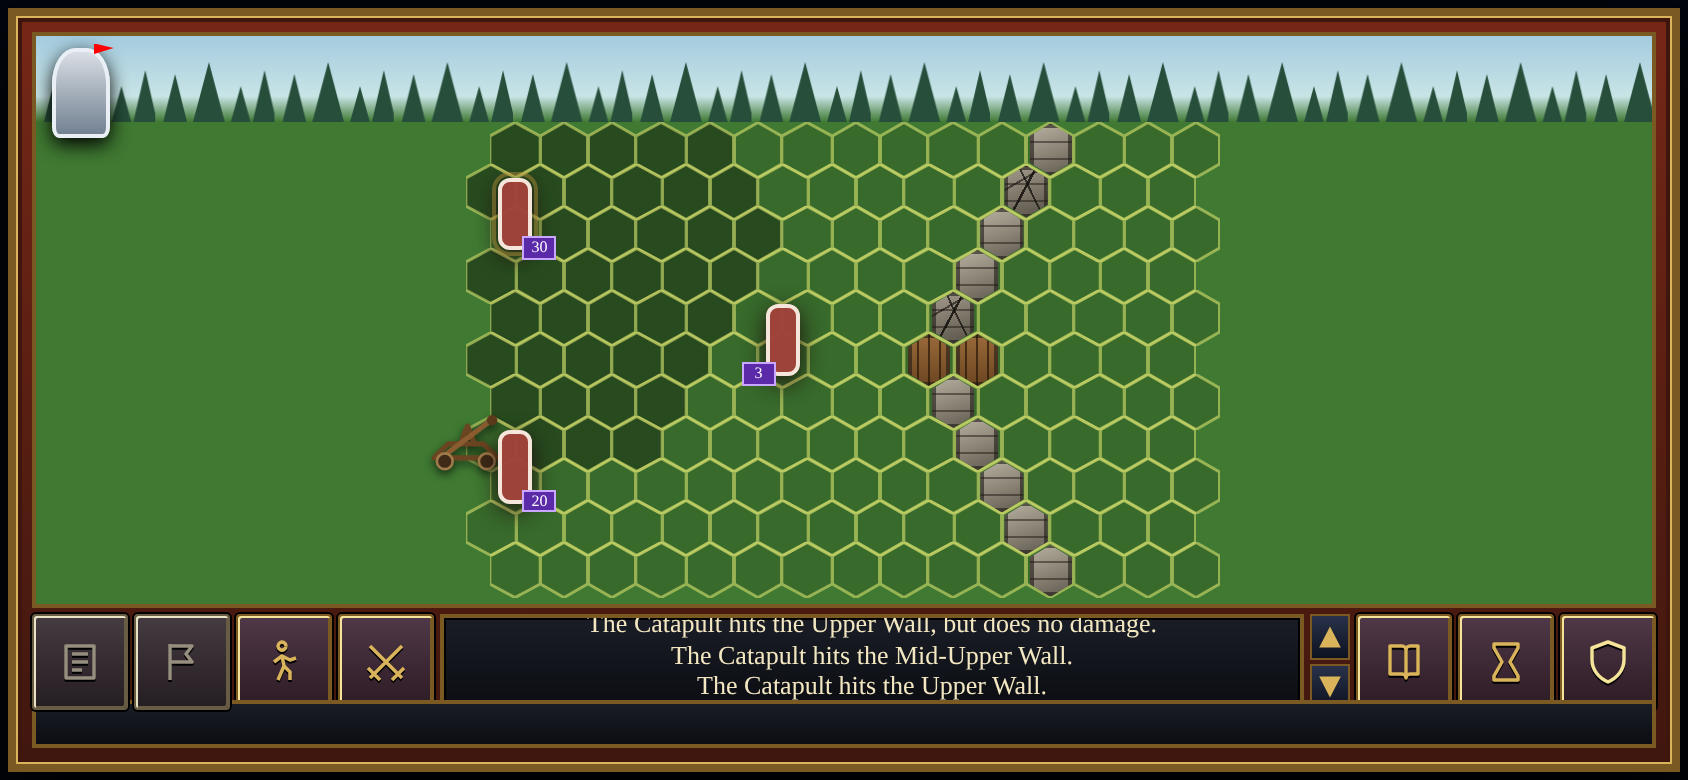 30
3
20
The Catapult hits the Upper Wall, but does no damage.
The Catapult hits the Mid-Upper Wall.
The Catapult hits the Upper Wall.